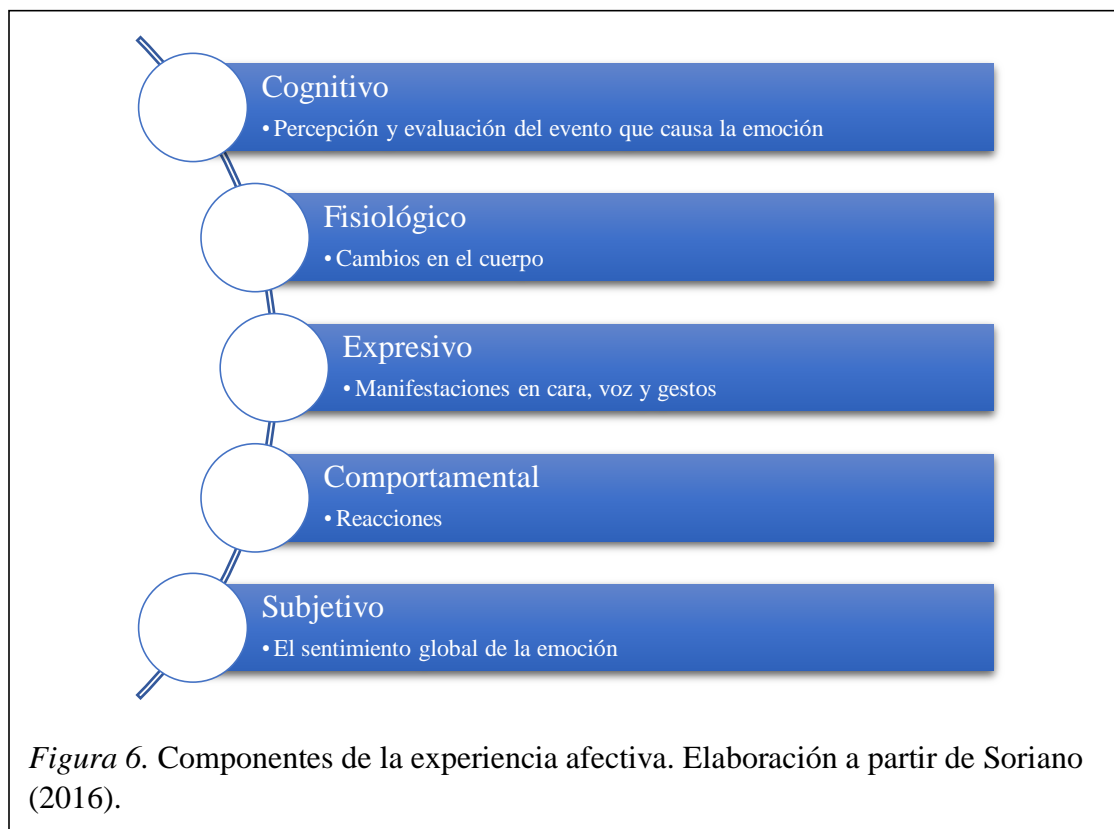 Cognitivo
• Percepción y evaluación del evento que causa la emoción
Fisiológico
• Cambios en el cuerpo
Expresivo
• Manifestaciones en cara, voz y gestos
Comportamental
• Reacciones
Subjetivo
• El sentimiento global de la emoción
Figura 6. Componentes de la experiencia afectiva. Elaboración a partir de Soriano
(2016).